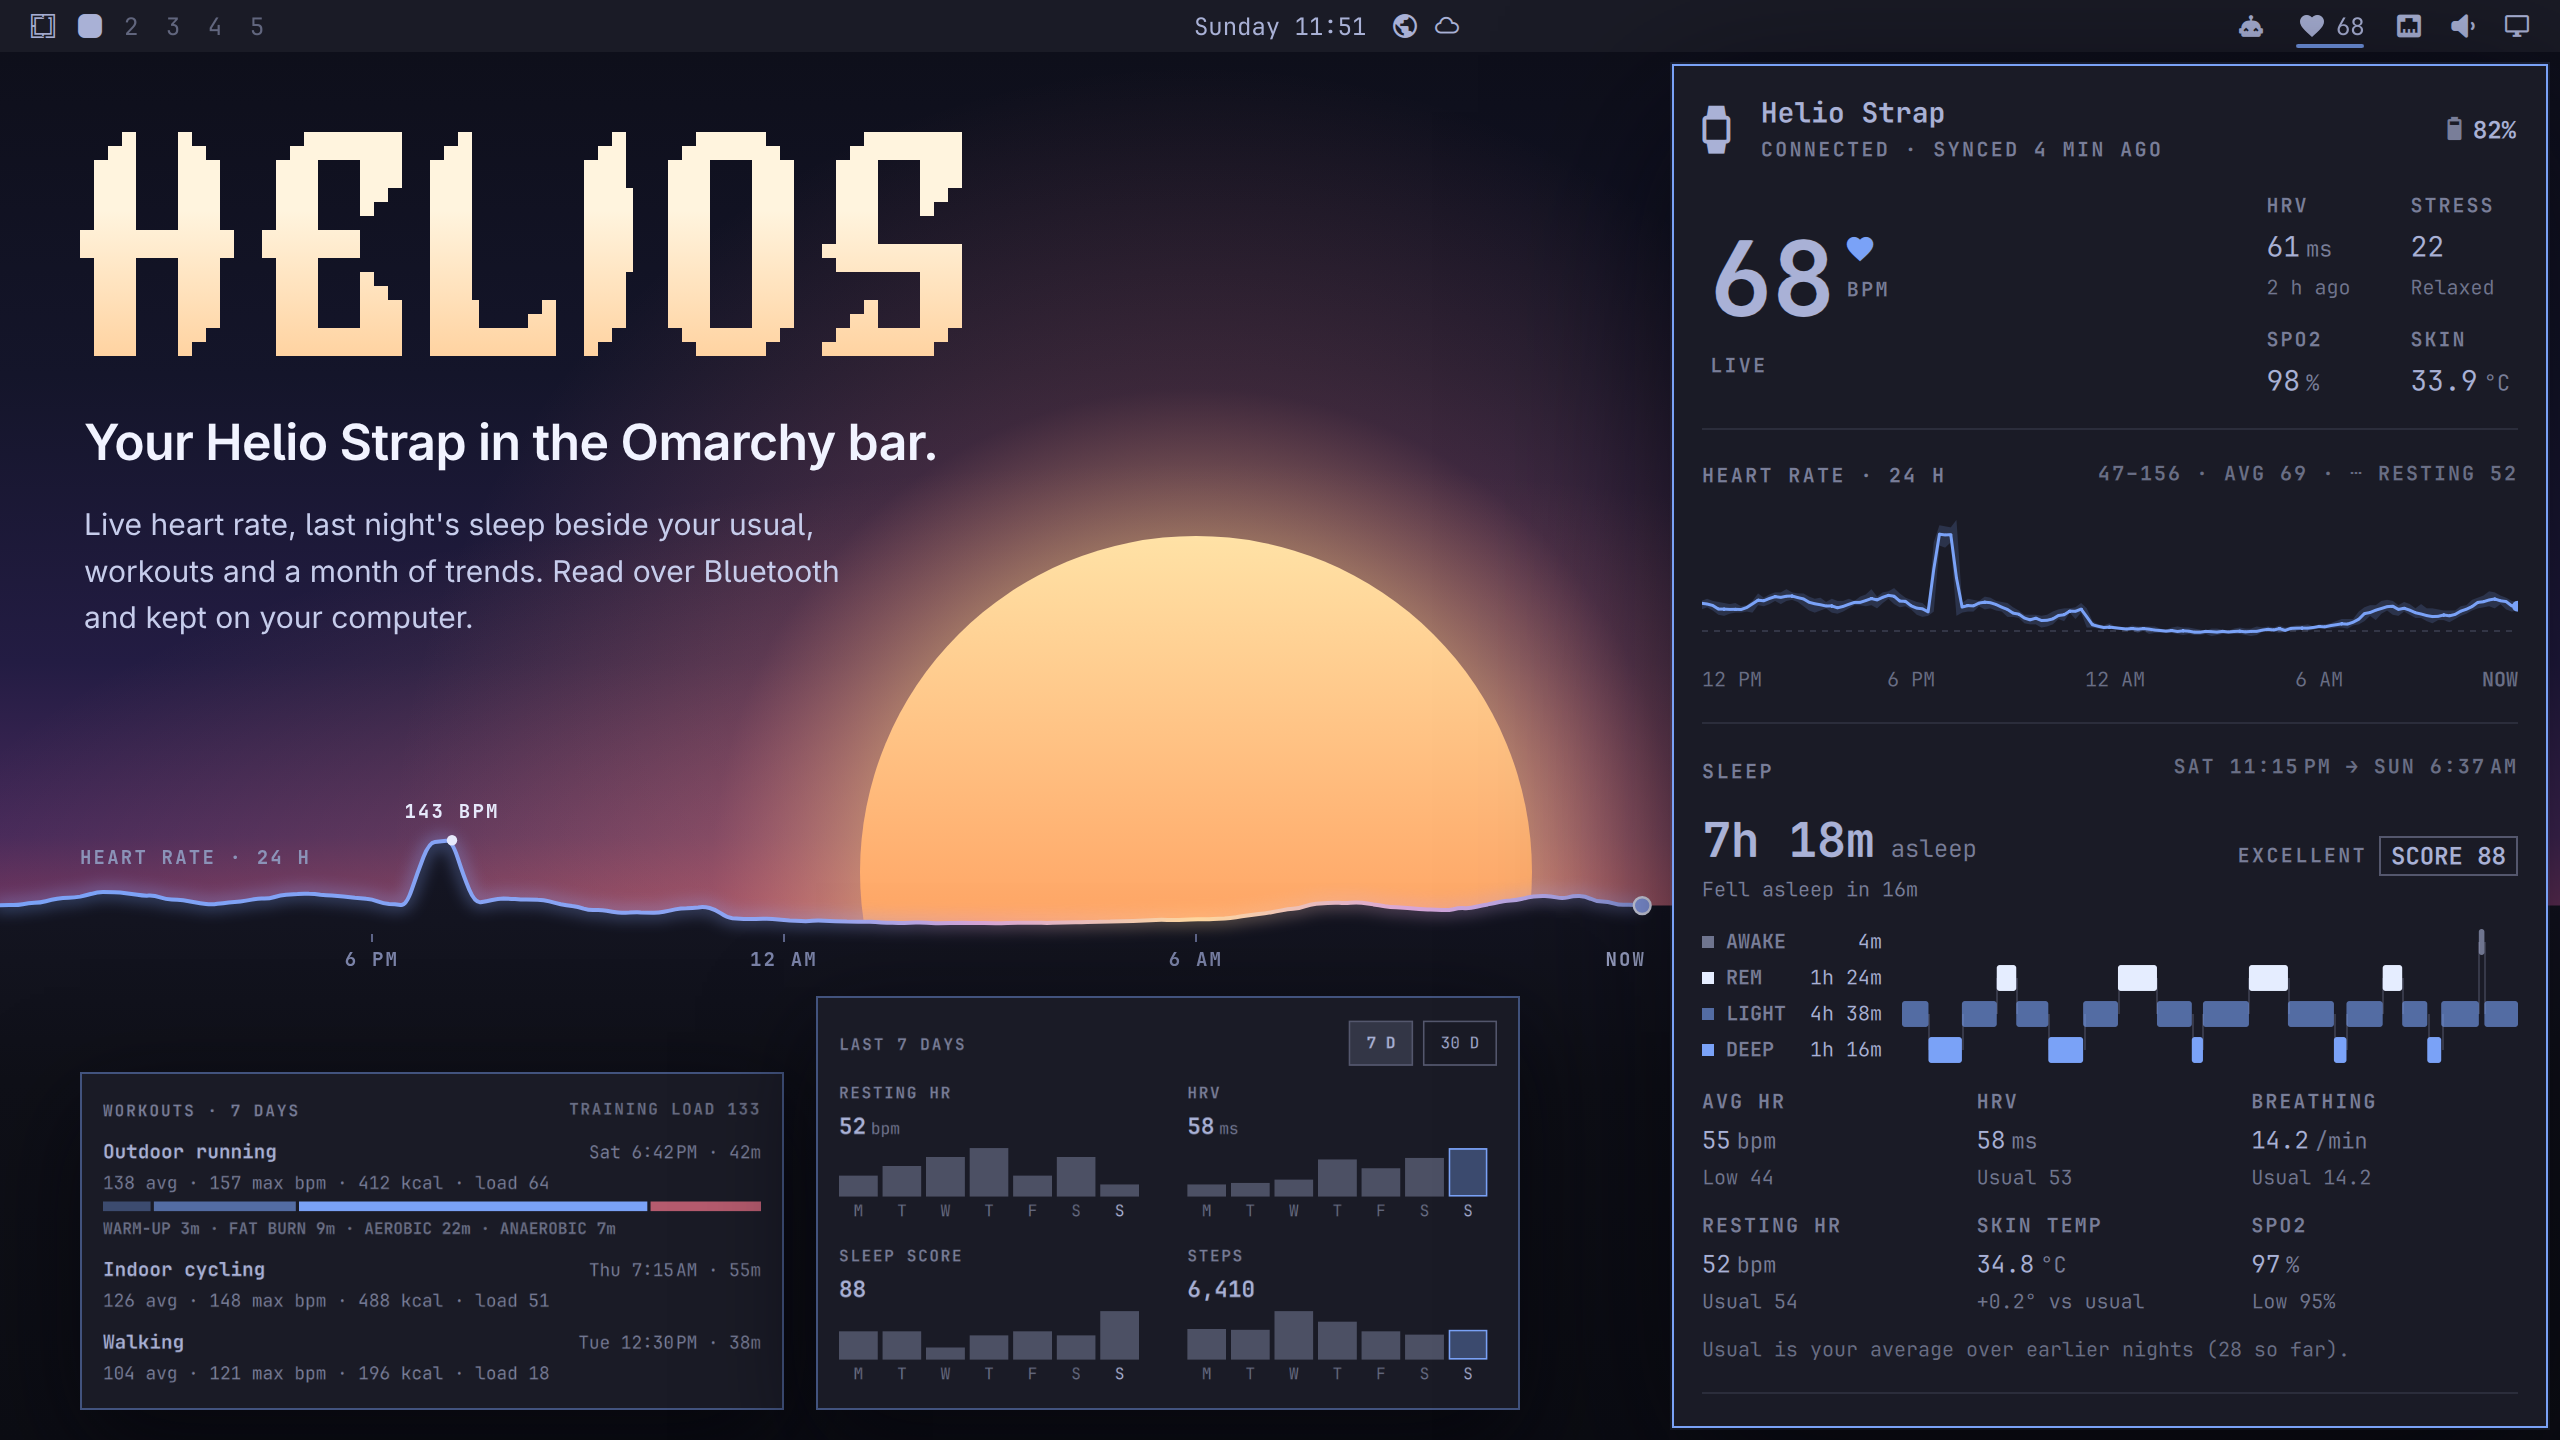 2 3 4 5
Sunday 11:51
68
HELIOS
Your Helio Strap in the Omarchy bar.
Live heart rate, last night's sleep beside your usual,
workouts and a month of trends. Read over Bluetooth
and kept on your computer.
143 BPM
HEART RATE · 24 H
6 PM 12 AM 6 AM NOW
WORKOUTS · 7 DAYS TRAINING LOAD 133
Outdoor running Sat 6:42PM · 42m
138 avg · 157 max bpm · 412 kcal · load 64
WARM-UP 3m · FAT BURN 9m · AEROBIC 22m · ANAEROBIC 7m
Indoor cycling Thu 7:15AM · 55m
126 avg · 148 max bpm · 488 kcal · load 51
Walking Tue 12:30PM · 38m
104 avg · 121 max bpm · 196 kcal · load 18
LAST 7 DAYS 7 D 30 D
RESTING HR HRV
52 bpm 58 ms
M T W T F S S M T W T F S S
SLEEP SCORE STEPS
88 6,410
M T W T F S S M T W T F S S
Helio Strap
CONNECTED · SYNCED 4 MIN AGO
82%
68 BPM
LIVE
HRV STRESS
61 ms 22
2 h ago Relaxed
SPO2 SKIN
98 % 33.9 °C
HEART RATE · 24 H 47–156 · AVG 69 · ┄ RESTING 52
12 PM 6 PM 12 AM 6 AM NOW
SLEEP SAT 11:15PM → SUN 6:37AM
7h 18m asleep EXCELLENT SCORE 88
Fell asleep in 16m
AWAKE 4m
REM 1h 24m
LIGHT 4h 38m
DEEP 1h 16m
AVG HR HRV BREATHING
55 bpm 58 ms 14.2 /min
Low 44 Usual 53 Usual 14.2
RESTING HR SKIN TEMP SPO2
52 bpm 34.8 °C 97 %
Usual 54 +0.2° vs usual Low 95%
Usual is your average over earlier nights (28 so far).